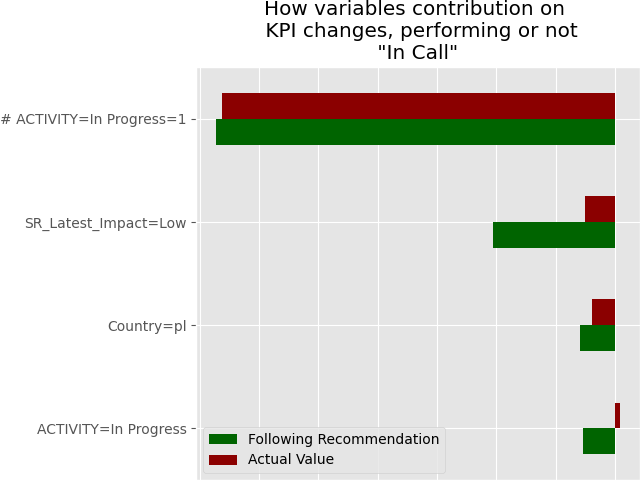 How variables contribution on
KPI changes, performing or not
"In Call"
# ACTIVITY=In Progress=1
SR_Latest_Impact=Low
Country=pl
ACTIVITY=In Progress
Following Recommendation
Actual Value